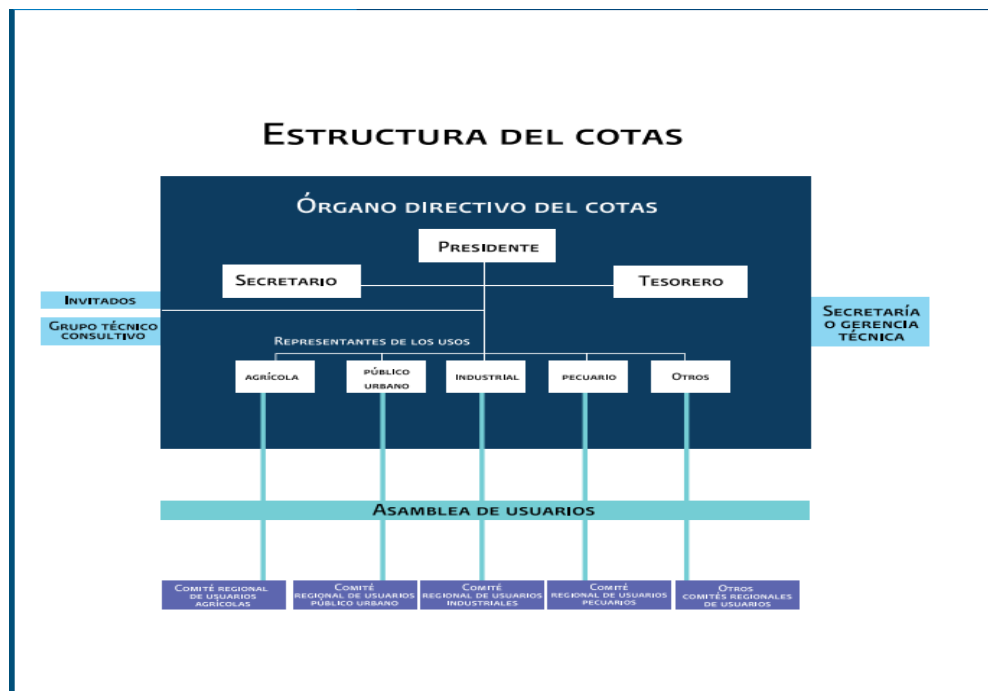 ESTRUCTURA DEL COTAS
ÓRGANO DIRECTIVO DEL COTAS
PRESIDENTE
SECRETARIO
TESORERO
INVITADOS
GRUPO TÉCNICO
CONSULTIVO
SECRETARÍA
O GERENCIA
TÉCNICA
REPRESENTANTES DE LOS USOS
AGRÍCOLA
PÚBLICO
URBANO
INDUSTRIAL
PECUARIO
OTROS
ASAMBLEA DE USUARIOS
COMITÉ REGIONAL
DE USUARIOS
AGRÍCOLAS
COMITÉ
REGIONAL DE USUARIOS
PÚBLICO URBANO
COMITÉ
REGIONAL DE USUARIOS
INDUSTRIALES
COMITÉ
REGIONAL DE USUARIOS
PECUARIOS
OTROS
COMITÉS REGIONALES
DE USUARIOS